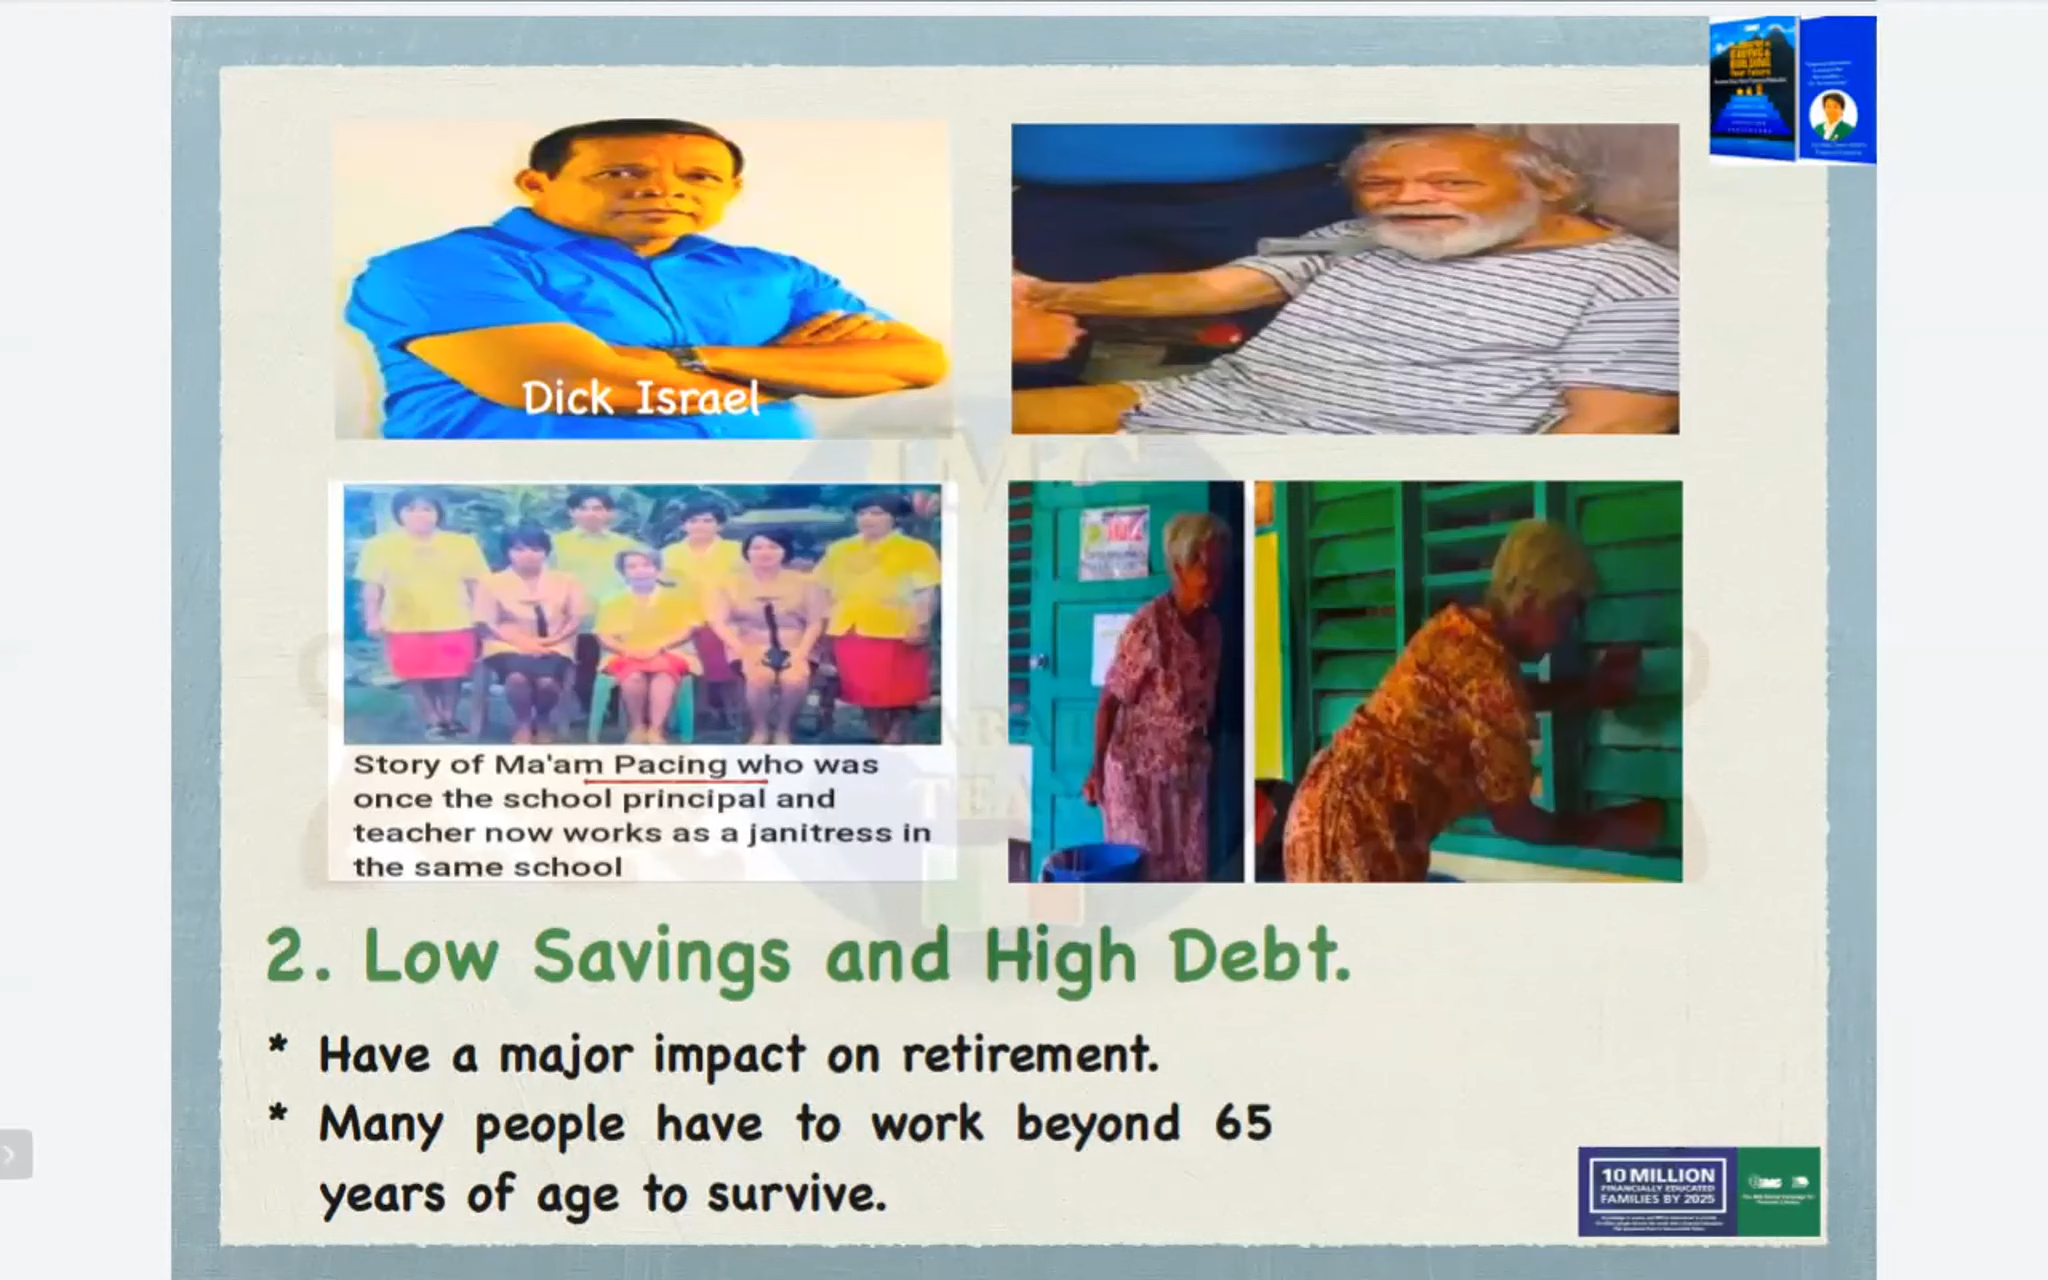 Dick Israel
Story of Ma'am Pacing who was
once the school principal and
teacher now works as a janitress in
the same school
2. Low Savings and High Debt.
* Have a major impact on retirement.
* Many people have to work beyond 65
years of age to survive.
10 MILLION
FINANCIALLY EDUCATED
FAMILIES BY 2025
IMG